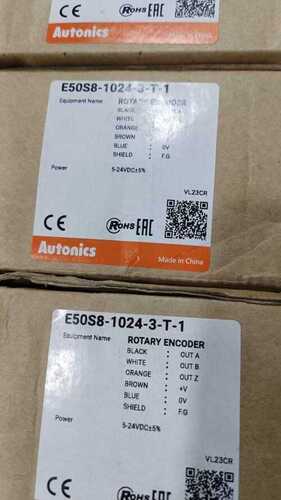 RoHS EAC
Autonics
E50S8-1024-3-T-1
Equipment Name ROTARY ENCODER
BLACK
WHITE
ORANGE
BROWN
BLUE : 0V
SHIELD : F.G
Power 5-24VDC±5%
VL23CR
CE RoHS EAC
Autonics
Made in China
E50S8-1024-3-T-1
Equipment Name ROTARY ENCODER
BLACK : OUT A
WHITE : OUT B
ORANGE : OUT Z
BROWN : +V
BLUE : 0V
SHIELD : F.G
Power 5-24VDC±5%
VL23CR
CE RoHS EAC